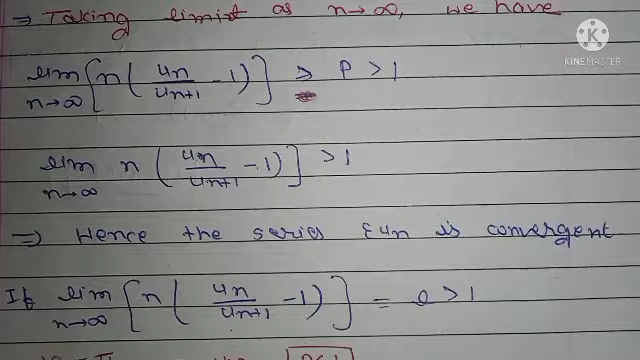 ⇒ Taking limist as n→∞, we have
KINEMASTER
lim n→∞ [n(un/un+1 - 1)] ≥ P > 1
lim n→∞ n(un/un+1 - 1)] > 1
⇒ Hence the series Σun is convergent
If lim n→∞ [n(un/un+1 - 1)] = l > 1